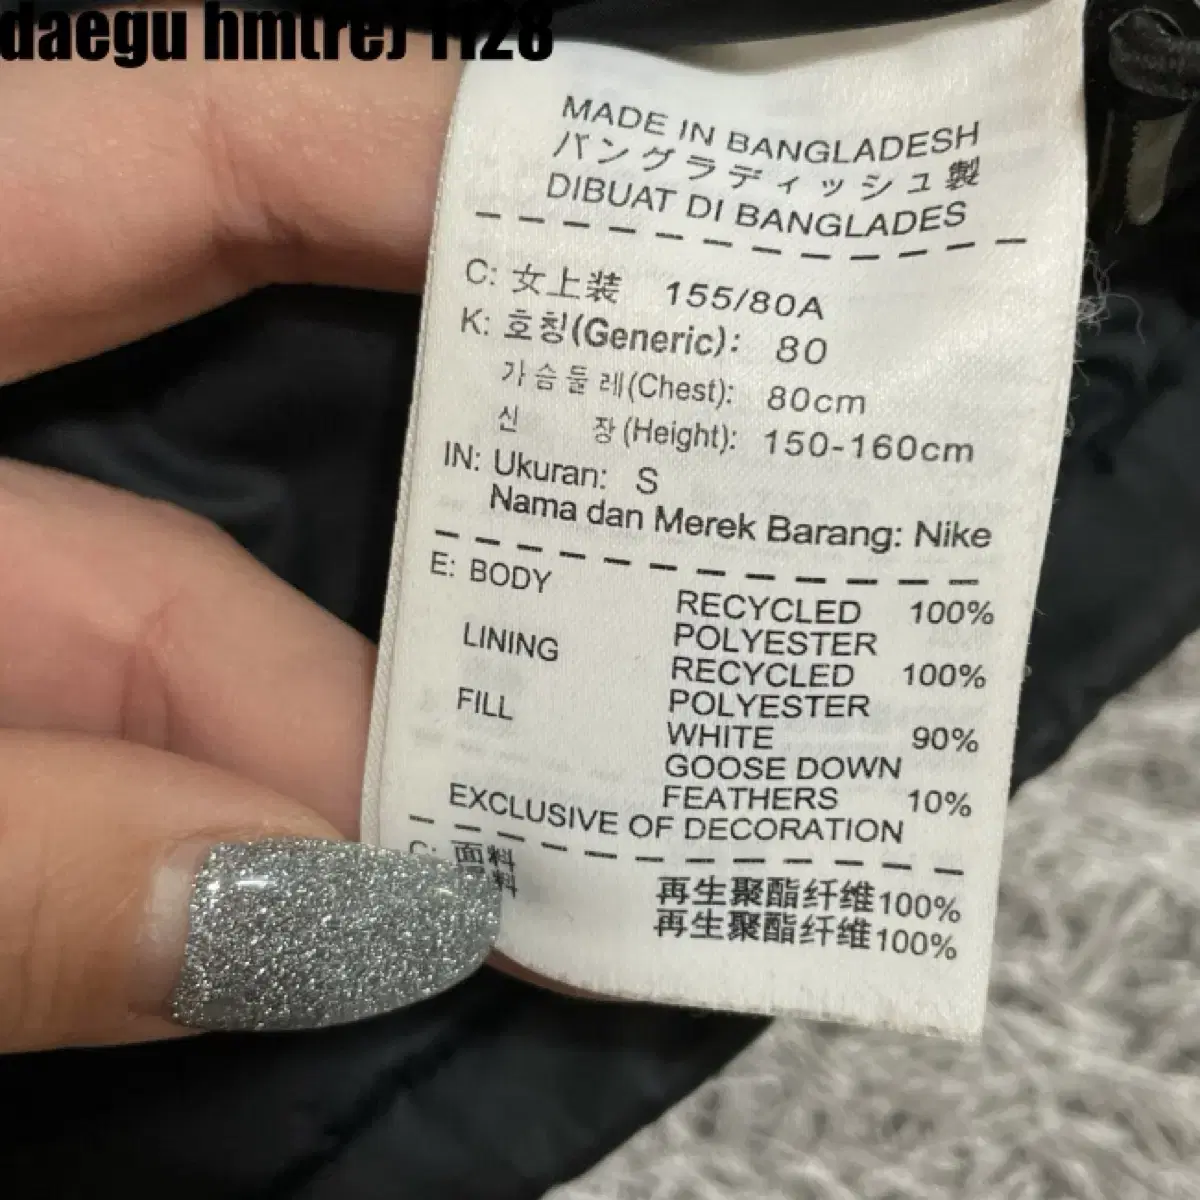 daegu hmtre) 1128
MADE IN BANGLADESH
バングラディッシュ製
DIBUAT DI BANGLADES
C: 女上装 155/80A
K: 호칭(Generic): 80
가슴둘레(Chest): 80cm
신 장(Height): 150-160cm
IN: Ukuran: S
Nama dan Merek Barang: Nike
E: BODY RECYCLED 100%
POLYESTER
LINING RECYCLED 100%
POLYESTER
FILL WHITE 90%
GOOSE DOWN
FEATHERS 10%
EXCLUSIVE OF DECORATION
C: 面料 再生聚酯纤维100%
料 再生聚酯纤维100%